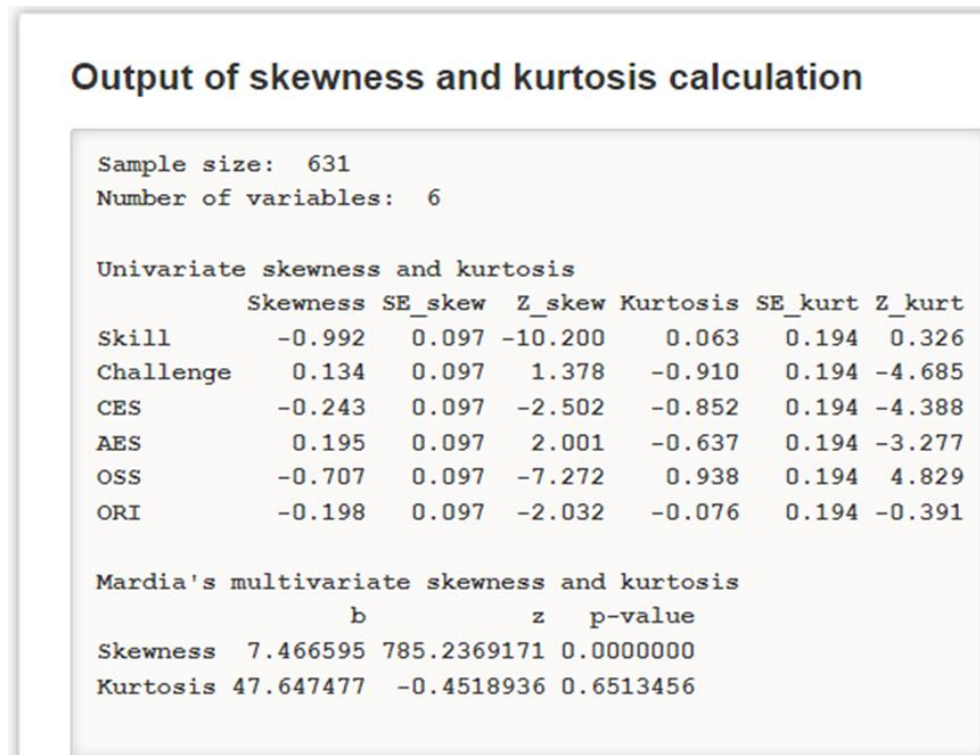 Output of skewness and kurtosis calculation
Sample size:  631
Number of variables:  6
Univariate skewness and kurtosis
          Skewness SE_skew  Z_skew Kurtosis SE_kurt Z_kurt
Skill       -0.992   0.097 -10.200    0.063   0.194  0.326
Challenge    0.134   0.097   1.378   -0.910   0.194 -4.685
CES         -0.243   0.097  -2.502   -0.852   0.194 -4.388
AES          0.195   0.097   2.001   -0.637   0.194 -3.277
OSS         -0.707   0.097  -7.272    0.938   0.194  4.829
ORI         -0.198   0.097  -2.032   -0.076   0.194 -0.391
Mardia's multivariate skewness and kurtosis
                 b           z   p-value
Skewness  7.466595 785.2369171 0.0000000
Kurtosis 47.647477  -0.4518936 0.6513456